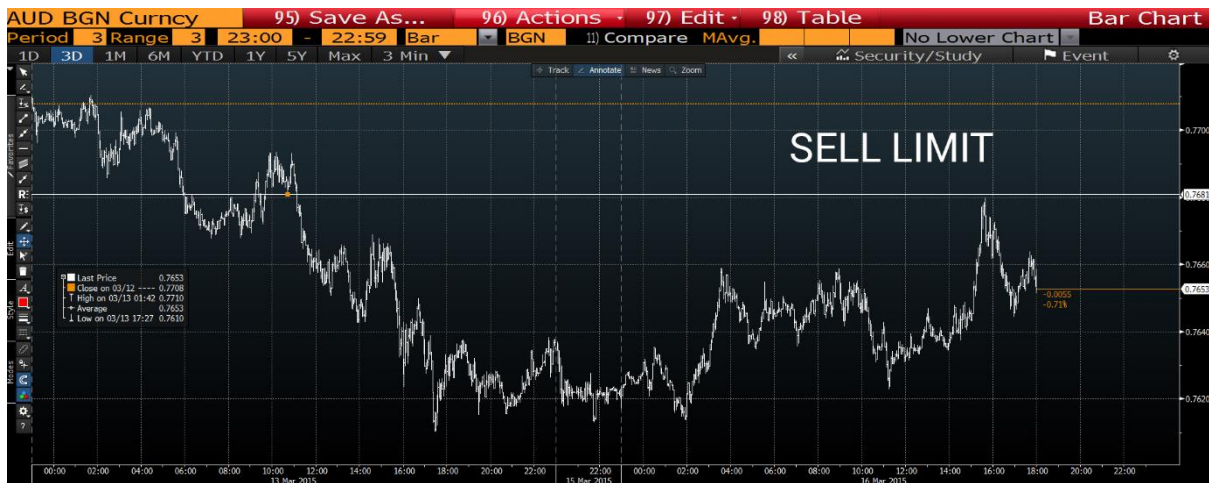 AUD BGN Curncy 95) Save As... 96) Actions 97) Edit 98) Table Bar Chart
Period 3 Range 3 23:00 - 22:59 Bar BGN 11) Compare MAvg. No Lower Chart
1D 3D 1M 6M YTD 1Y 5Y Max 3 Min « Security/Study Event
Track Annotate News Zoom
SELL LIMIT
0.7700
0.7681
0.7660
0.7653
0.7640
0.7620
-0.0055
-0.71%
Last Price 0.7653
Close on 03/12 ---- 0.7708
High on 03/13 01:42 0.7710
Average 0.7653
Low on 03/13 17:27 0.7610
Favorites
Edit
Style
Modes
00:00 02:00 04:00 06:00 08:00 10:00 12:00 14:00 16:00 18:00 20:00 22:00 22:00 00:00 02:00 04:00 06:00 08:00 10:00 12:00 14:00 16:00 18:00 20:00 22:00
13 Mar 2015 15 Mar 2015 16 Mar 2015